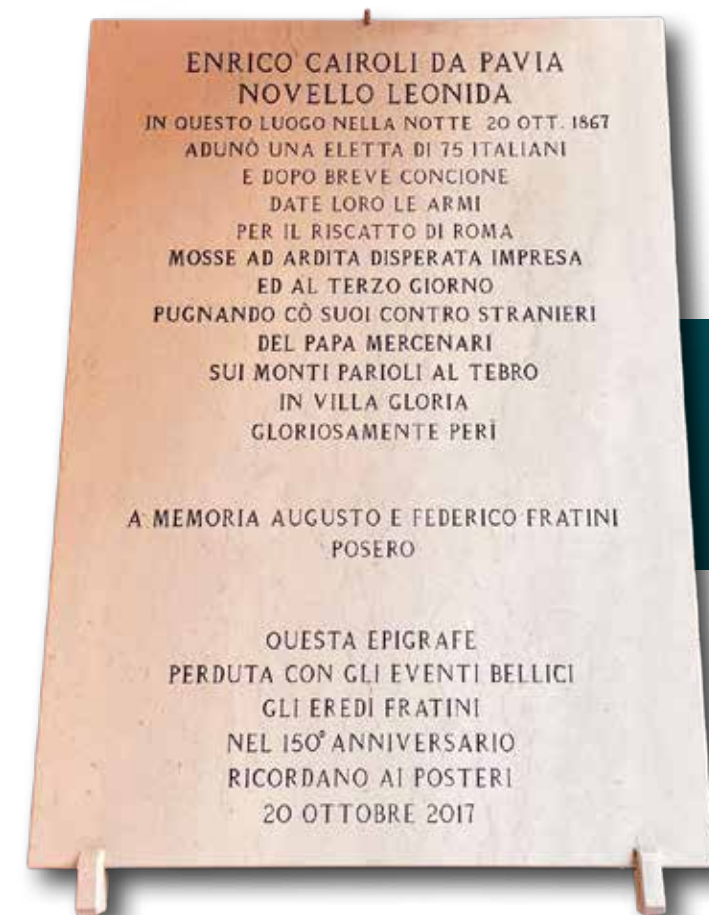 ENRICO CAIROLI DA PAVIA
NOVELLO LEONIDA
IN QUESTO LUOGO NELLA NOTTE 20 OTT. 1867
ADUNÒ UNA ELETTA DI 75 ITALIANI
E DOPO BREVE CONCIONE
DATE LORO LE ARMI
PER IL RISCATTO DI ROMA
MOSSE AD ARDITA DISPERATA IMPRESA
ED AL TERZO GIORNO
PUGNANDO CÒ SUOI CONTRO STRANIERI
DEL PAPA MERCENARI
SUI MONTI PARIOLI AL TEBRO
IN VILLA GLORIA
GLORIOSAMENTE PERÌ
A MEMORIA AUGUSTO E FEDERICO FRATINI
POSERO
QUESTA EPIGRAFE
PERDUTA CON GLI EVENTI BELLICI
GLI EREDI FRATINI
NEL 150° ANNIVERSARIO
RICORDANO AI POSTERI
20 OTTOBRE 2017